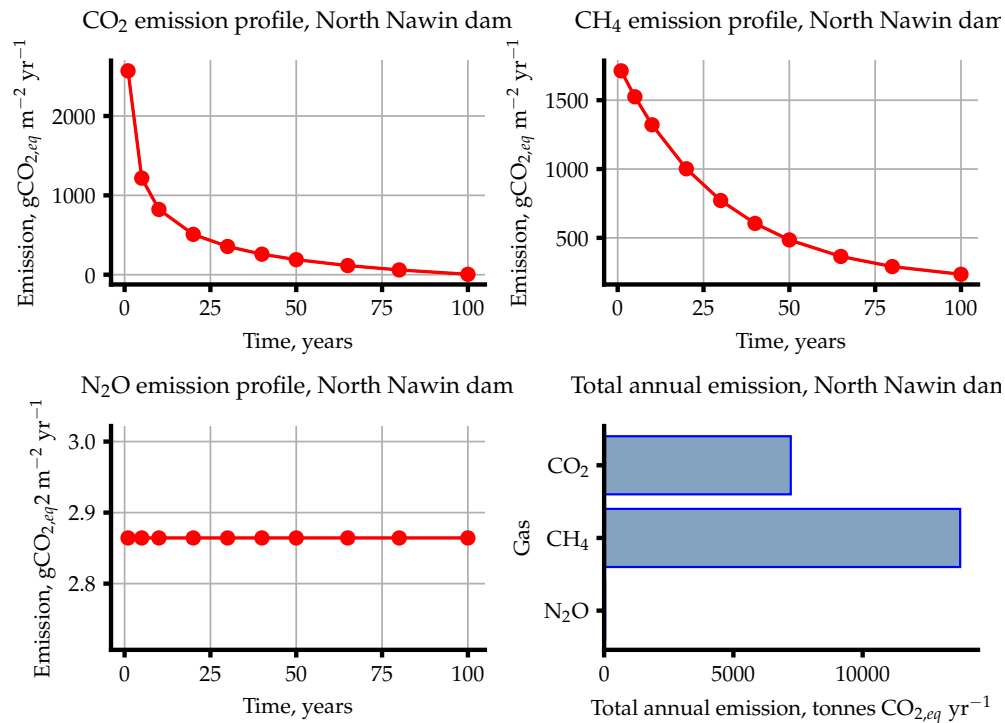 CO₂ emission profile, North Nawin dam
Emission, gCO₂,eq m⁻² yr⁻¹
2000
1000
0
0 25 50 75 100
Time, years
CH₄ emission profile, North Nawin dam
Emission, gCO₂,eq m⁻² yr⁻¹
1500
1000
500
0 25 50 75 100
Time, years
N₂O emission profile, North Nawin dam
Emission, gCO₂,eq2 m⁻² yr⁻¹
3.0
2.9
2.8
0 25 50 75 100
Time, years
Total annual emission, North Nawin dam
Gas
CO₂
CH₄
N₂O
0 5000 10000
Total annual emission, tonnes CO₂,eq yr⁻¹